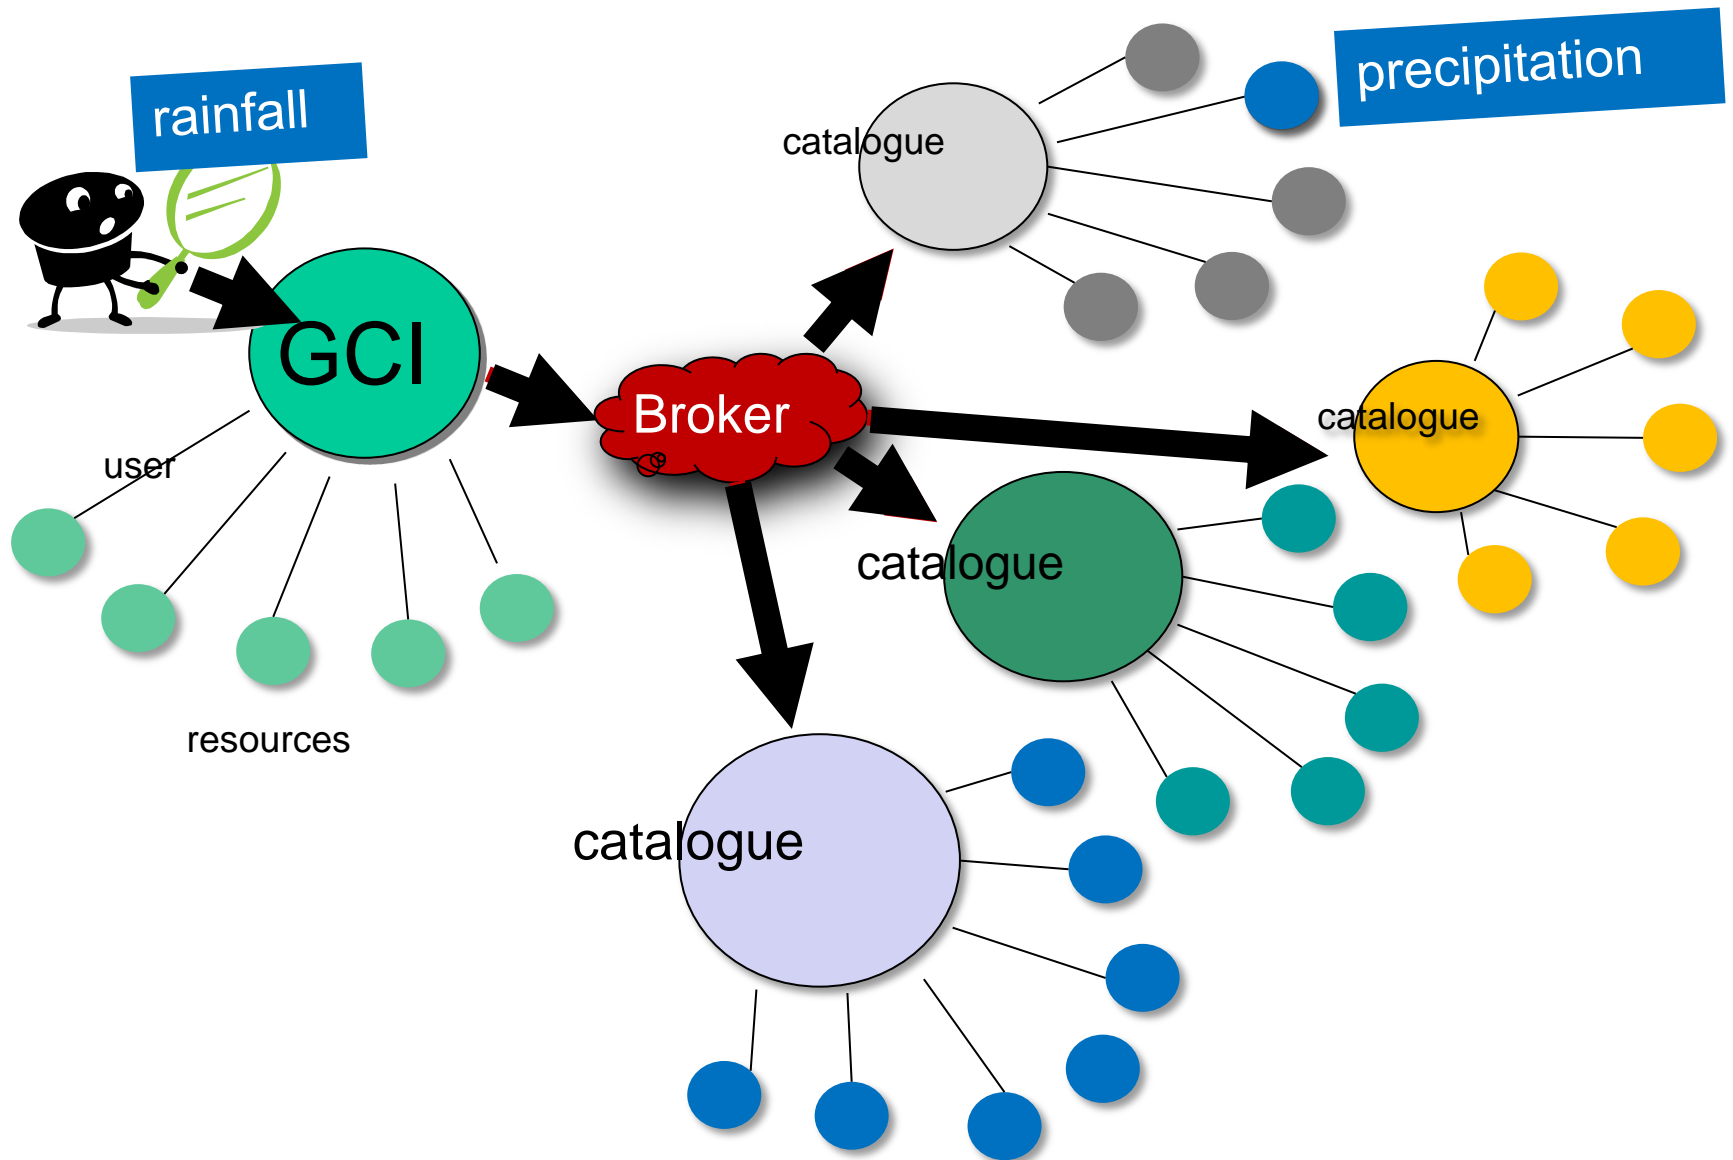 rainfall
precipitation
catalogue
GCI
Broker
catalogue
user
catalogue
resources
catalogue